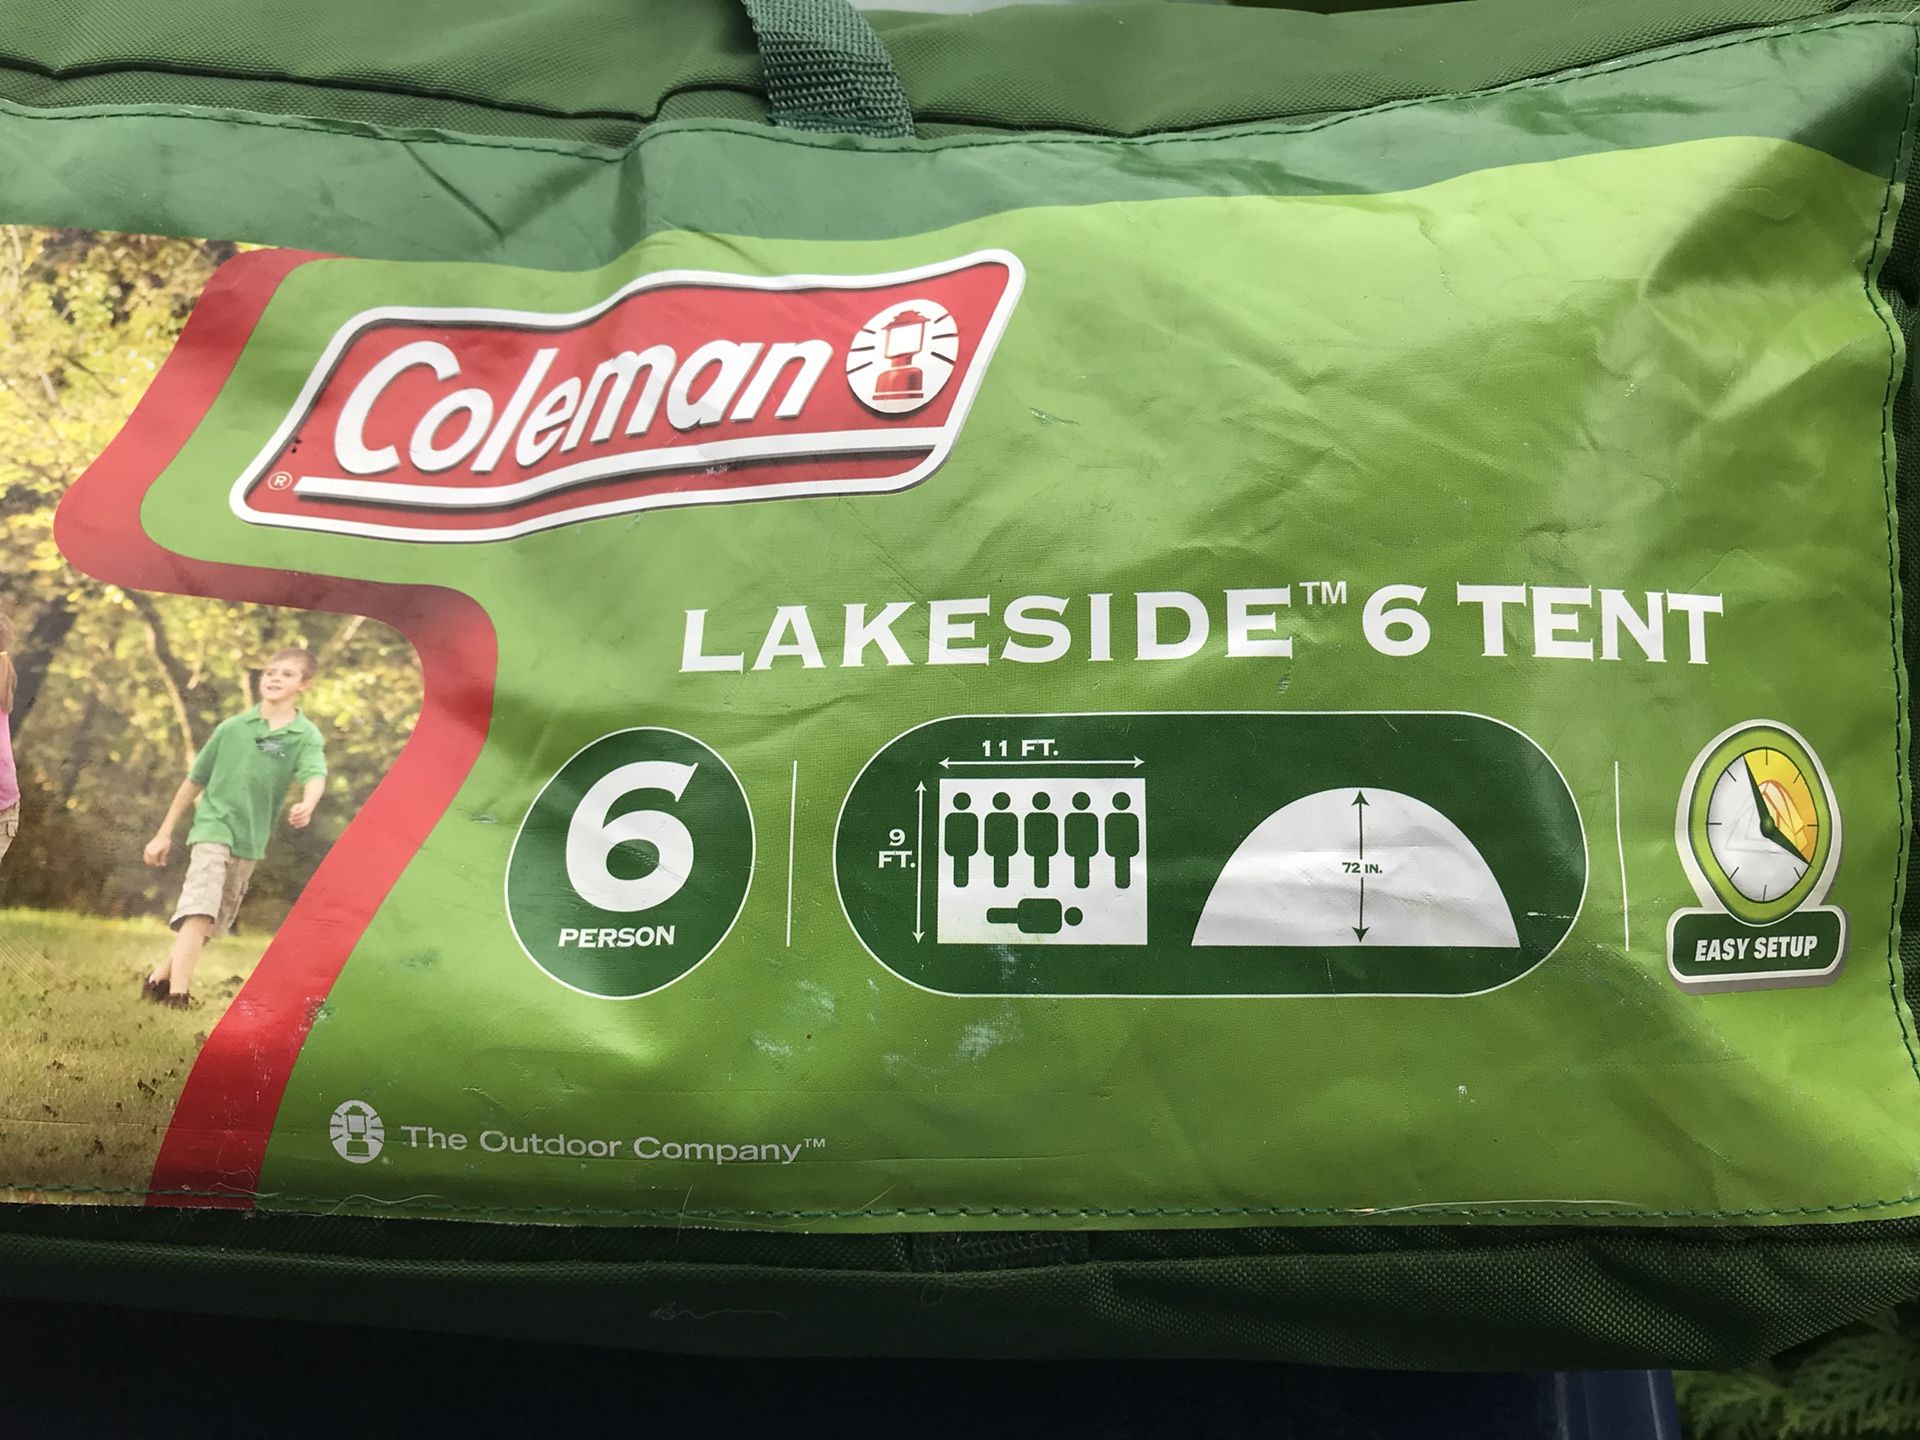 Coleman
®
LAKESIDE™ 6 TENT
6
PERSON
11 FT.
9
FT.
72 IN.
EASY SETUP
The Outdoor Company™